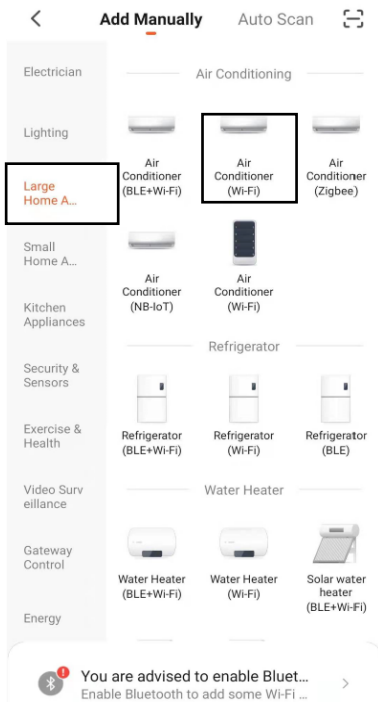 Add Manually
Auto Scan
Electrician
Lighting
Large
Home A...
Small
Home A...
Kitchen
Appliances
Security &
Sensors
Exercise &
Health
Video Surv
eillance
Gateway
Control
Energy
Air Conditioning
Air
Conditioner
(BLE+Wi-Fi)
Air
Conditioner
(Wi-Fi)
Air
Conditioner
(Zigbee)
Air
Conditioner
(NB-IoT)
Air
Conditioner
(Wi-Fi)
Refrigerator
Refrigerator
(BLE+Wi-Fi)
Refrigerator
(Wi-Fi)
Refrigerator
(BLE)
Water Heater
Water Heater
(BLE+Wi-Fi)
Water Heater
(Wi-Fi)
Solar water
heater
(BLE+Wi-Fi)
You are advised to enable Bluet...
Enable Bluetooth to add some Wi-Fi ...